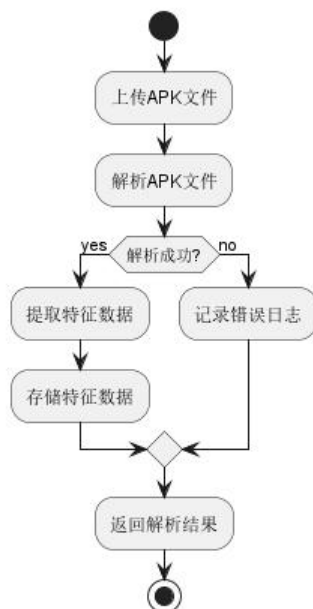 上传APK文件
解析APK文件
解析成功?
yes
no
提取特征数据
记录错误日志
存储特征数据
返回解析结果